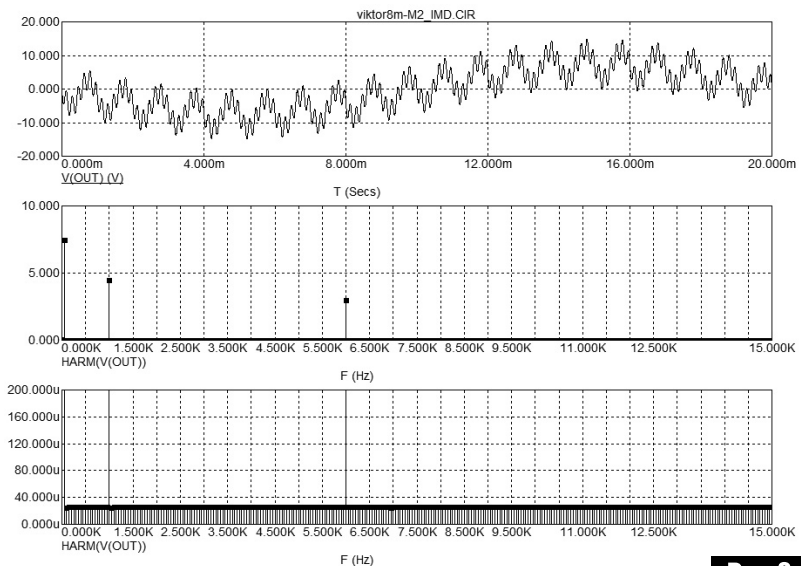 viktor8m-M2_IMD.CIR
20.000
10.000
0.000
-10.000
-20.000
0.000m 4.000m 8.000m 12.000m 16.000m 20.000m
V(OUT) (V)
T (Secs)
10.000
5.000
0.000
0.000K 1.500K 2.500K 3.500K 4.500K 5.500K 6.500K 7.500K 8.500K 9.500K 11.000K 12.500K 15.000K
HARM(V(OUT))
F (Hz)
200.000u
160.000u
120.000u
80.000u
40.000u
0.000u
0.000K 1.500K 2.500K 3.500K 4.500K 5.500K 6.500K 7.500K 8.500K 9.500K 11.000K 12.500K 15.000K
HARM(V(OUT))
F (Hz)